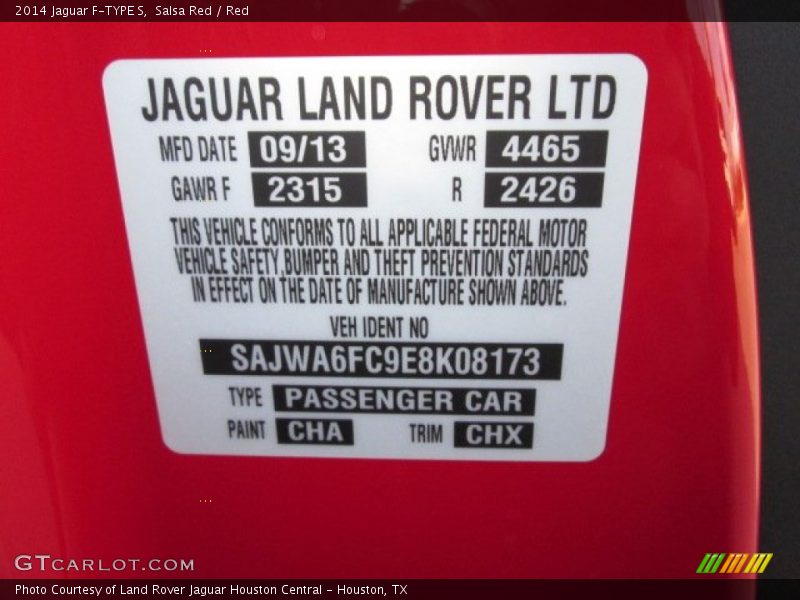 2014 Jaguar F-TYPE S,  Salsa Red / Red
JAGUAR LAND ROVER LTD
MFD DATE 09/13 GVWR 4465
GAWR F 2315 R 2426
THIS VEHICLE CONFORMS TO ALL APPLICABLE FEDERAL MOTOR
VEHICLE SAFETY,BUMPER AND THEFT PREVENTION STANDARDS
IN EFFECT ON THE DATE OF MANUFACTURE SHOWN ABOVE.
VEH IDENT NO
SAJWA6FC9E8K08173
TYPE PASSENGER CAR
PAINT CHA TRIM CHX
GTCARLOT.COM
Photo Courtesy of Land Rover Jaguar Houston Central - Houston, TX